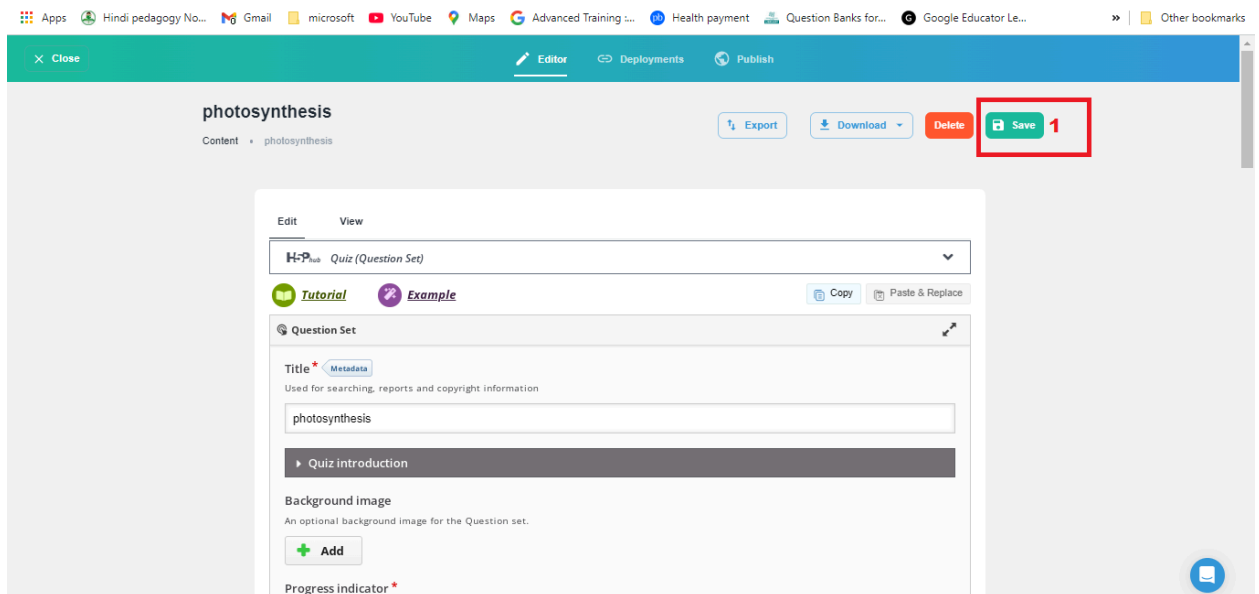 Apps Hindi pedagogy No... Gmail microsoft YouTube Maps Advanced Training :... Health payment Question Banks for... Google Educator Le... » Other bookmarks
Close Editor Deployments Publish
photosynthesis
Export Download Delete Save 1
Content photosynthesis
Edit View
H5P hub Quiz (Question Set)
Tutorial Example Copy Paste & Replace
Question Set
Title * Metadata
Used for searching, reports and copyright information
photosynthesis
Quiz introduction
Background image
An optional background image for the Question set.
Add
Progress indicator *